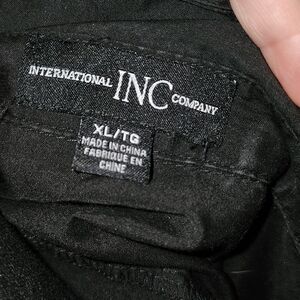 INTERNATIONAL INC COMPANY
XL/TG
MADE IN CHINA
FABRIQUE EN
CHINE